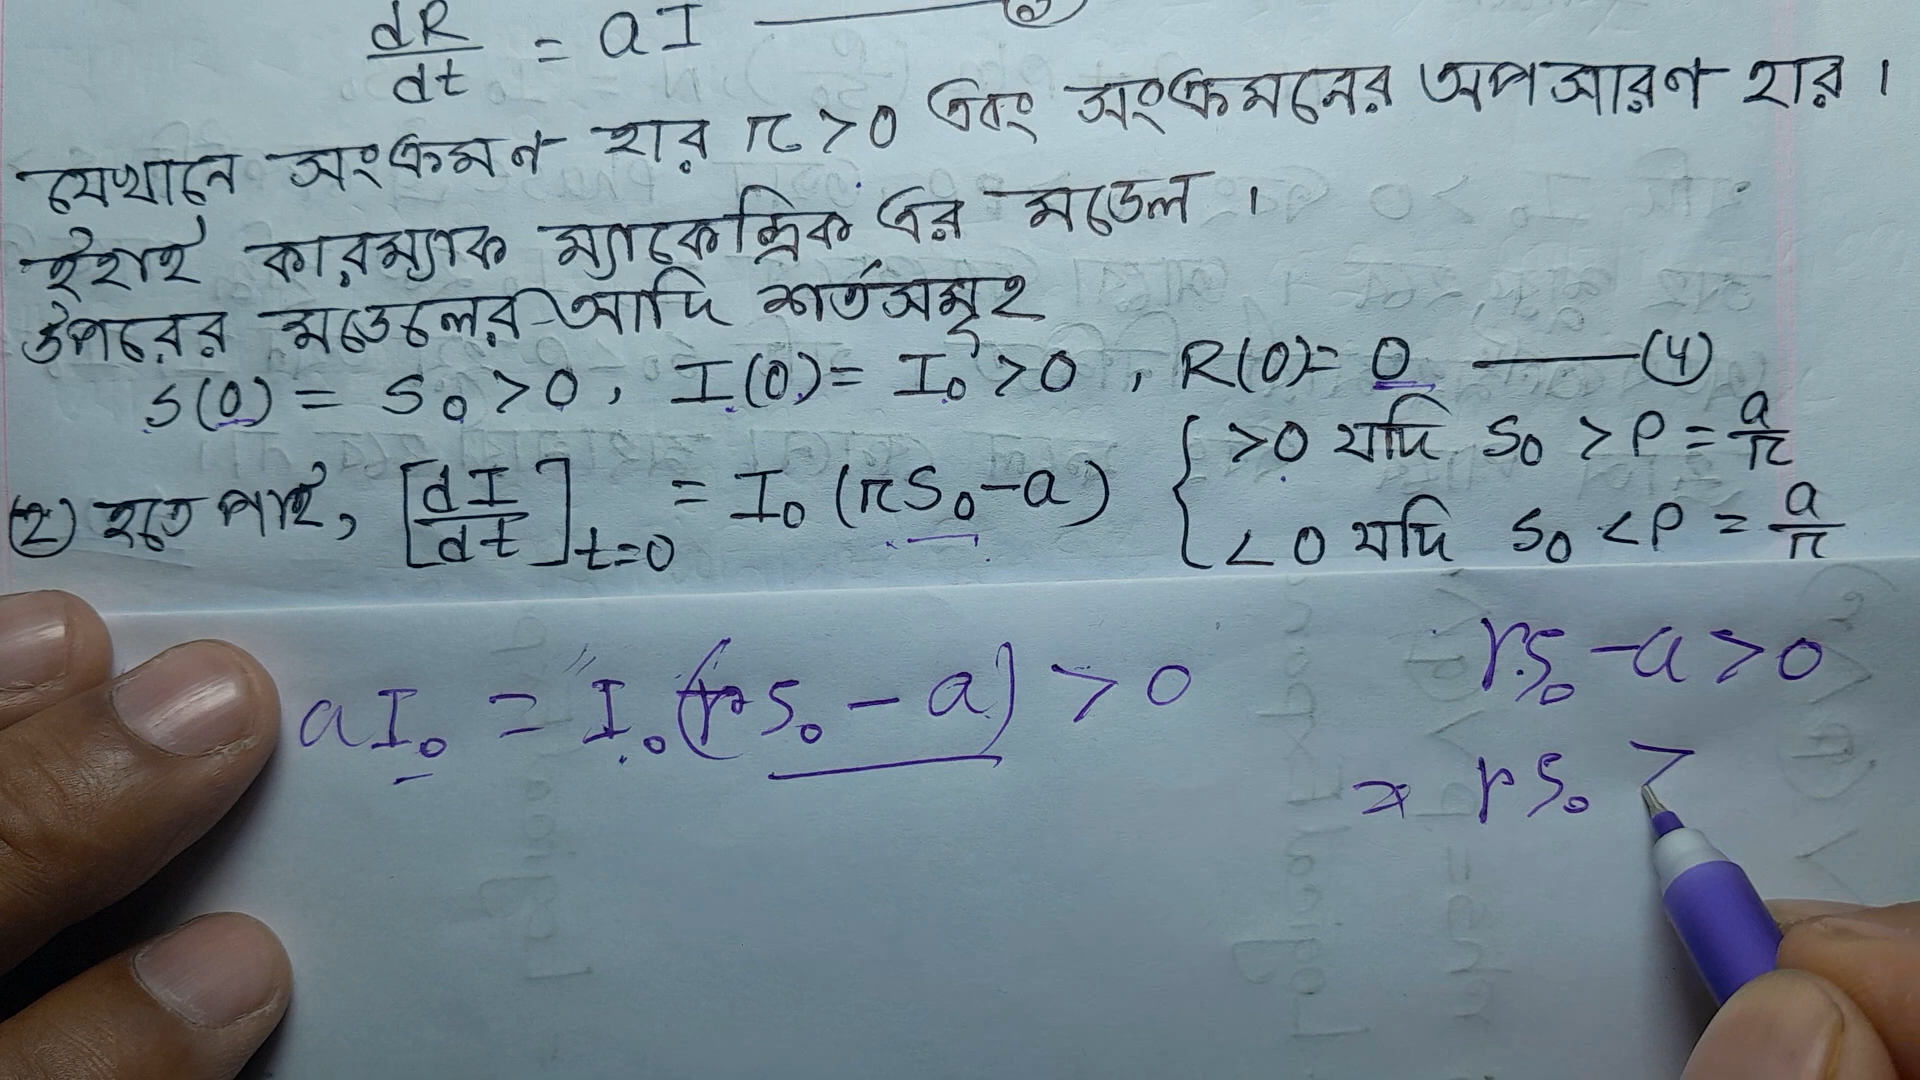 dR/dt = aI ——— (3)
যেখানে সংক্রমণ হার r > 0 এবং সংক্রমনের অপসারণ হার ।
ইহাই কারম্যাক ম্যাকেন্ড্রিক এর মডেল ।
উপরের মডেলের আদি শর্তসমূহ
S(0) = S₀ > 0, I(0) = I₀ > 0, R(0) = 0 ——— (4)
(2) হতে পাই, [dI/dt]ₜ₌₀ = I₀ (rS₀ - a) { > 0 যদি S₀ > ρ = a/r
< 0 যদি S₀ < ρ = a/r
aI₀ = I₀ (rS₀ - a) > 0
rS₀ - a > 0
⇒ rS₀ >